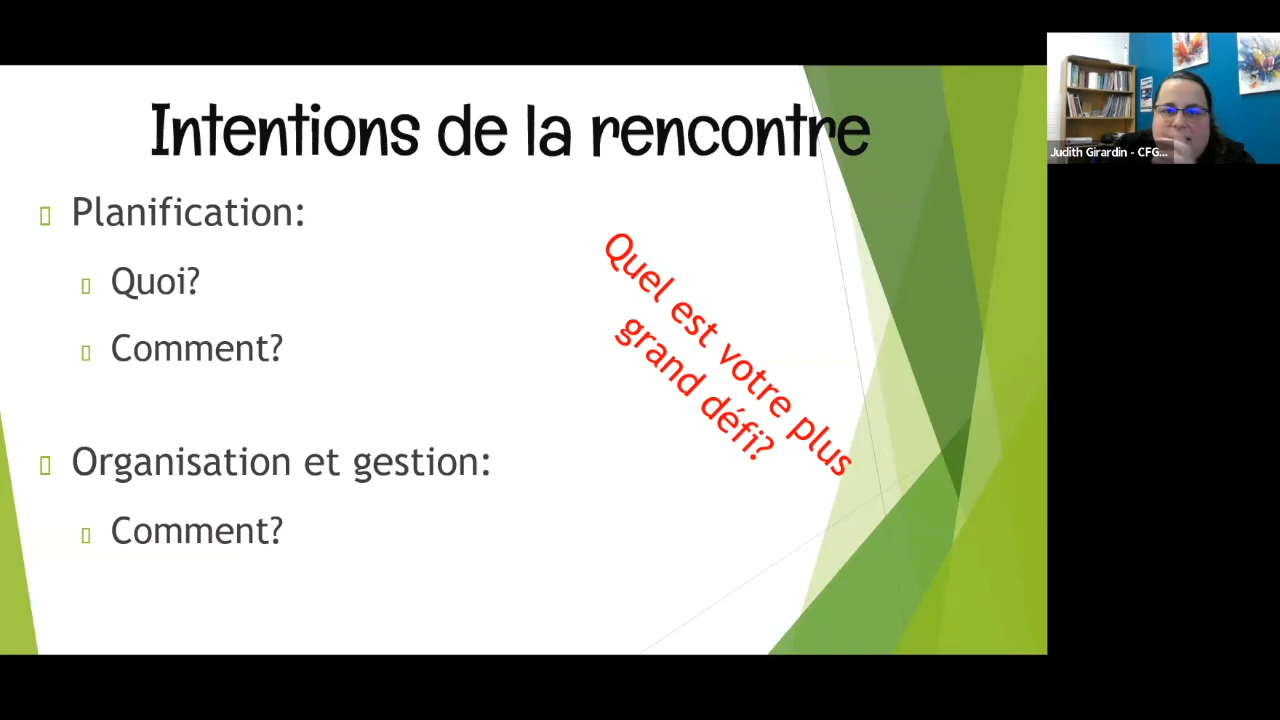 Intentions de la rencontre
Planification:
Quoi?
Comment?
Organisation et gestion:
Comment?
Quel est votre plus
grand défi?
Judith Girardin - CFG...